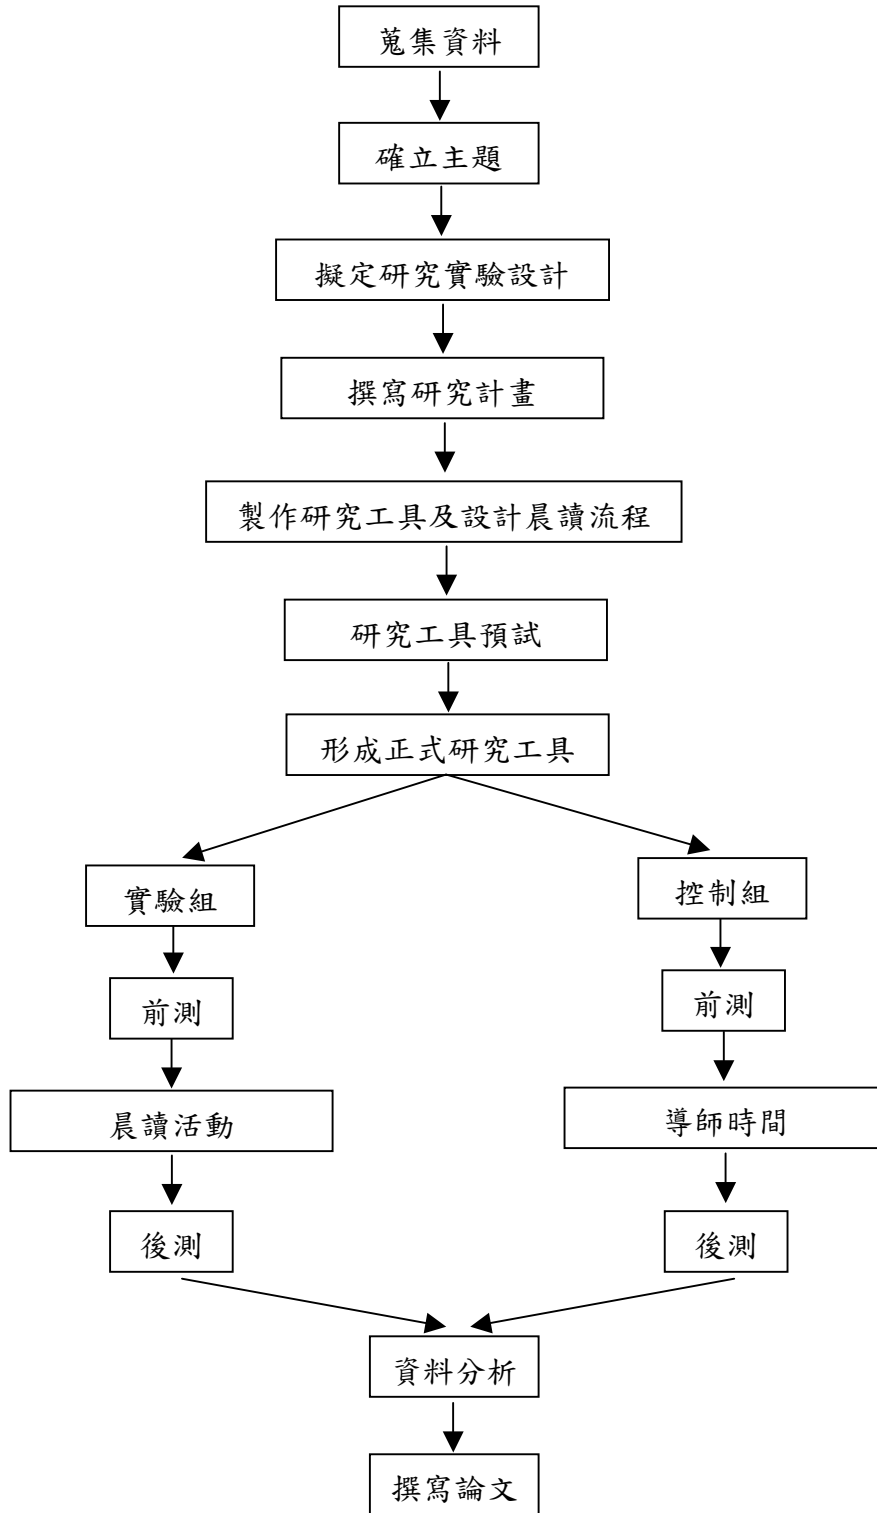 蒐集資料
確立主題
擬定研究實驗設計
撰寫研究計畫
製作研究工具及設計晨讀流程
研究工具預試
形成正式研究工具
實驗組
控制組
前測
前測
晨讀活動
導師時間
後測
後測
資料分析
撰寫論文